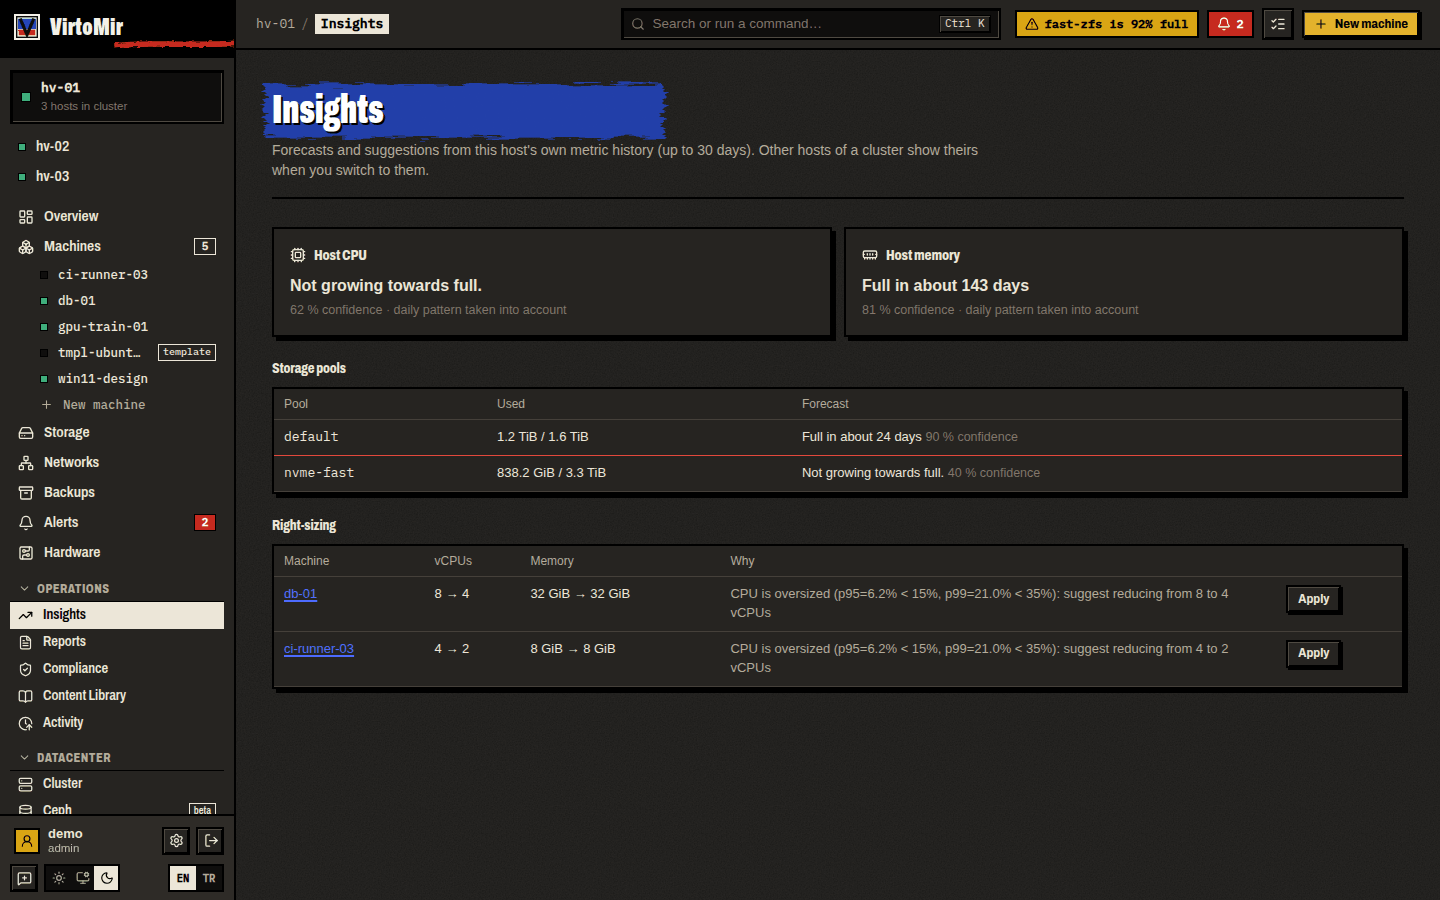 VirtoMir
hv-01 / Insights
Search or run a command…
Ctrl K
fast-zfs is 92% full
2
New machine
hv-01
3 hosts in cluster
hv-02
hv-03
Overview
Machines 5
ci-runner-03
db-01
gpu-train-01
tmpl-ubunt… template
win11-design
New machine
Storage
Networks
Backups
Alerts 2
Hardware
OPERATIONS
Insights
Reports
Compliance
Content Library
Activity
DATACENTER
Cluster
Ceph beta
demo
admin
EN TR
Insights
Forecasts and suggestions from this host's own metric history (up to 30 days). Other hosts of a cluster show theirs
when you switch to them.
Host CPU
Not growing towards full.
62 % confidence · daily pattern taken into account
Host memory
Full in about 143 days
81 % confidence · daily pattern taken into account
Storage pools
Pool Used Forecast
default 1.2 TiB / 1.6 TiB Full in about 24 days 90 % confidence
nvme-fast 838.2 GiB / 3.3 TiB Not growing towards full. 40 % confidence
Right-sizing
Machine vCPUs Memory Why
db-01 8 → 4 32 GiB → 32 GiB CPU is oversized (p95=6.2% < 15%, p99=21.0% < 35%): suggest reducing from 8 to 4
vCPUs
Apply
ci-runner-03 4 → 2 8 GiB → 8 GiB CPU is oversized (p95=6.2% < 15%, p99=21.0% < 35%): suggest reducing from 4 to 2
vCPUs
Apply